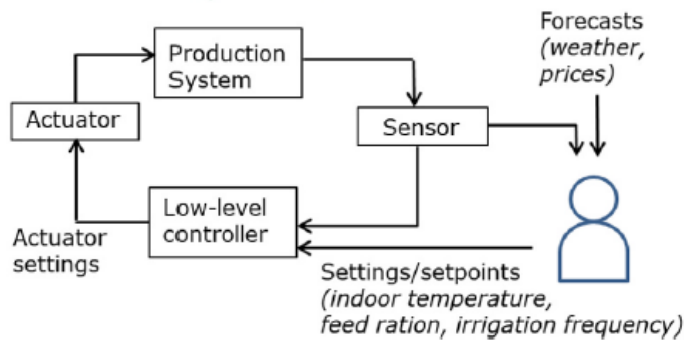 Forecasts
(weather,
prices)
Production
System
Actuator
Sensor
Low-level
controller
Actuator
settings
Settings/setpoints
(indoor temperature,
feed ration, irrigation frequency)